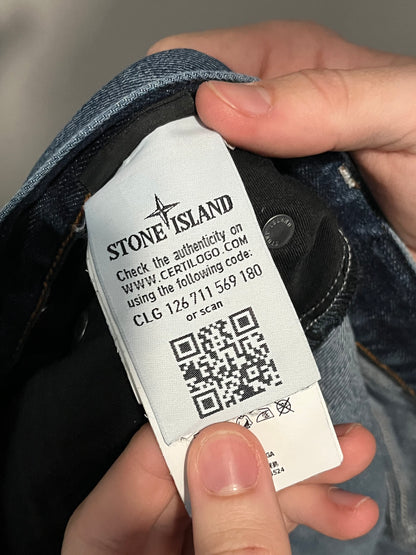 STONE ISLAND
Check the authenticity on
WWW.CERTILOGO.COM
using the following code:
CLG 126 711 569 180
or scan